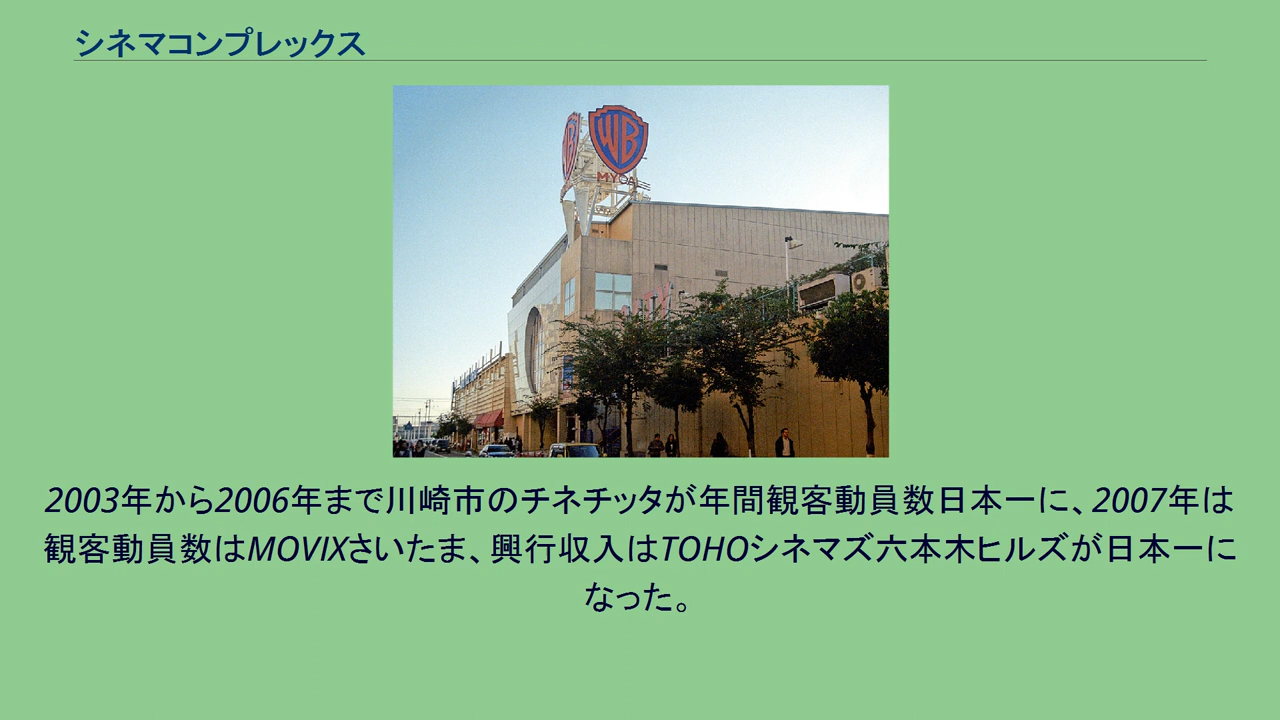 シネマコンプレックス
WB
MYCAL
2003年から2006年まで川崎市のチネチッタが年間観客動員数日本一に、2007年は
観客動員数はMOVIXさいたま、興行収入はTOHOシネマズ六本木ヒルズが日本一に
なった。